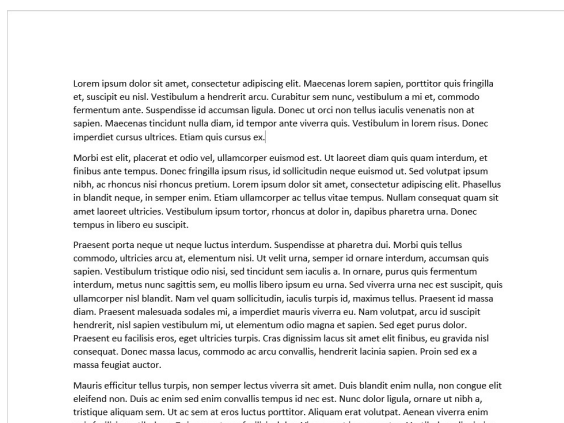 Lorem ipsum dolor sit amet, consectetur adipiscing elit. Maecenas lorem sapien, porttitor quis fringilla
et, suscipit eu nisl. Vestibulum a hendrerit arcu. Curabitur sem nunc, vestibulum a mi et, commodo
fermentum ante. Suspendisse id accumsan ligula. Donec ut orci non tellus iaculis venenatis non at
sapien. Maecenas tincidunt nulla diam, id tempor ante viverra quis. Vestibulum in lorem risus. Donec
imperdiet cursus ultrices. Etiam quis cursus ex.
Morbi est elit, placerat et odio vel, ullamcorper euismod est. Ut laoreet diam quis quam interdum, et
finibus ante tempus. Donec fringilla ipsum risus, id sollicitudin neque euismod ut. Sed volutpat ipsum
nibh, ac rhoncus nisi rhoncus pretium. Lorem ipsum dolor sit amet, consectetur adipiscing elit. Phasellus
in blandit neque, in semper enim. Etiam ullamcorper ac tellus vitae tempus. Nullam consequat quam sit
amet laoreet ultricies. Vestibulum ipsum tortor, rhoncus at dolor in, dapibus pharetra urna. Donec
tempus in libero eu suscipit.
Praesent porta neque ut neque luctus interdum. Suspendisse at pharetra dui. Morbi quis tellus
commodo, ultricies arcu at, elementum nisi. Ut velit urna, semper id ornare interdum, accumsan quis
sapien. Vestibulum tristique odio nisi, sed tincidunt sem iaculis a. In ornare, purus quis fermentum
interdum, metus nunc sagittis sem, eu mollis libero ipsum eu urna. Sed viverra urna nec est suscipit, quis
ullamcorper nisl blandit. Nam vel quam sollicitudin, iaculis turpis id, maximus tellus. Praesent id massa
diam. Praesent malesuada sodales mi, a imperdiet mauris viverra eu. Nam volutpat, arcu id suscipit
hendrerit, nisl sapien vestibulum mi, ut elementum odio magna et sapien. Sed eget purus dolor.
Praesent eu facilisis eros, eget ultricies turpis. Cras dignissim lacus sit amet elit finibus, eu gravida nisl
consequat. Donec massa lacus, commodo ac arcu convallis, hendrerit lacinia sapien. Proin sed ex a
massa feugiat auctor.
Mauris efficitur tellus turpis, non semper lectus viverra sit amet. Duis blandit enim nulla, non congue elit
eleifend non. Duis ac enim sed enim convallis tempus id nec est. Nunc dolor ligula, ornare ut nibh a,
tristique aliquam sem. Ut ac sem at eros luctus porttitor. Aliquam erat volutpat. Aenean viverra enim